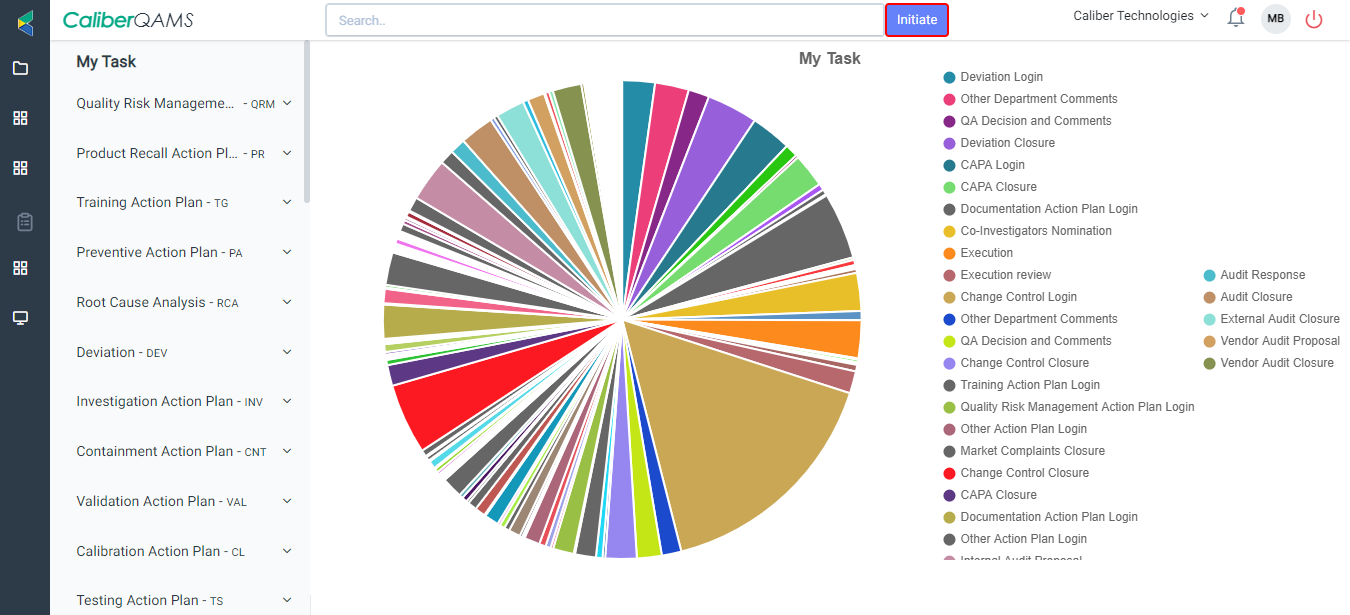 CaliberQAMS
Search..
Initiate
Caliber Technologies
MB
My Task
Quality Risk Manageme... - QRM
Product Recall Action Pl... - PR
Training Action Plan - TG
Preventive Action Plan - PA
Root Cause Analysis - RCA
Deviation - DEV
Investigation Action Plan - INV
Containment Action Plan - CNT
Validation Action Plan - VAL
Calibration Action Plan - CL
Testing Action Plan - TS
My Task
Deviation Login
Other Department Comments
QA Decision and Comments
Deviation Closure
CAPA Login
CAPA Closure
Documentation Action Plan Login
Co-Investigators Nomination
Execution
Execution review
Change Control Login
Other Department Comments
QA Decision and Comments
Change Control Closure
Training Action Plan Login
Quality Risk Management Action Plan Login
Other Action Plan Login
Market Complaints Closure
Change Control Closure
CAPA Closure
Documentation Action Plan Login
Other Action Plan Login
Internal Audit Proposal
Audit Response
Audit Closure
External Audit Closure
Vendor Audit Proposal
Vendor Audit Closure